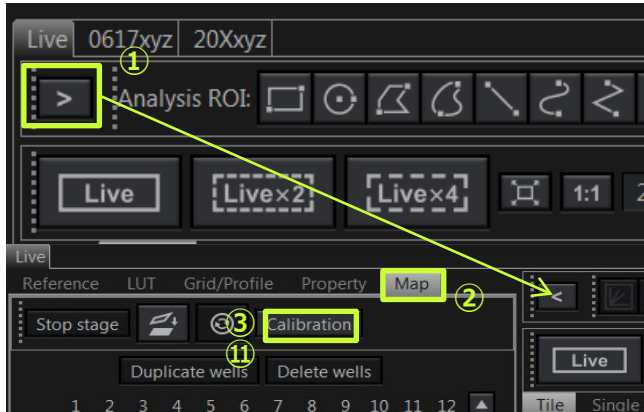 Live 0617xyz 20Xxyz
①
> Analysis ROI:
Live Live×2 Live×4 1:1 2
Live
Reference LUT Grid/Profile Property Map ② <
Stop stage ③ Calibration
⑪
Live
Duplicate wells Delete wells
1 2 3 4 5 6 7 8 9 10 11 12 Tile Single